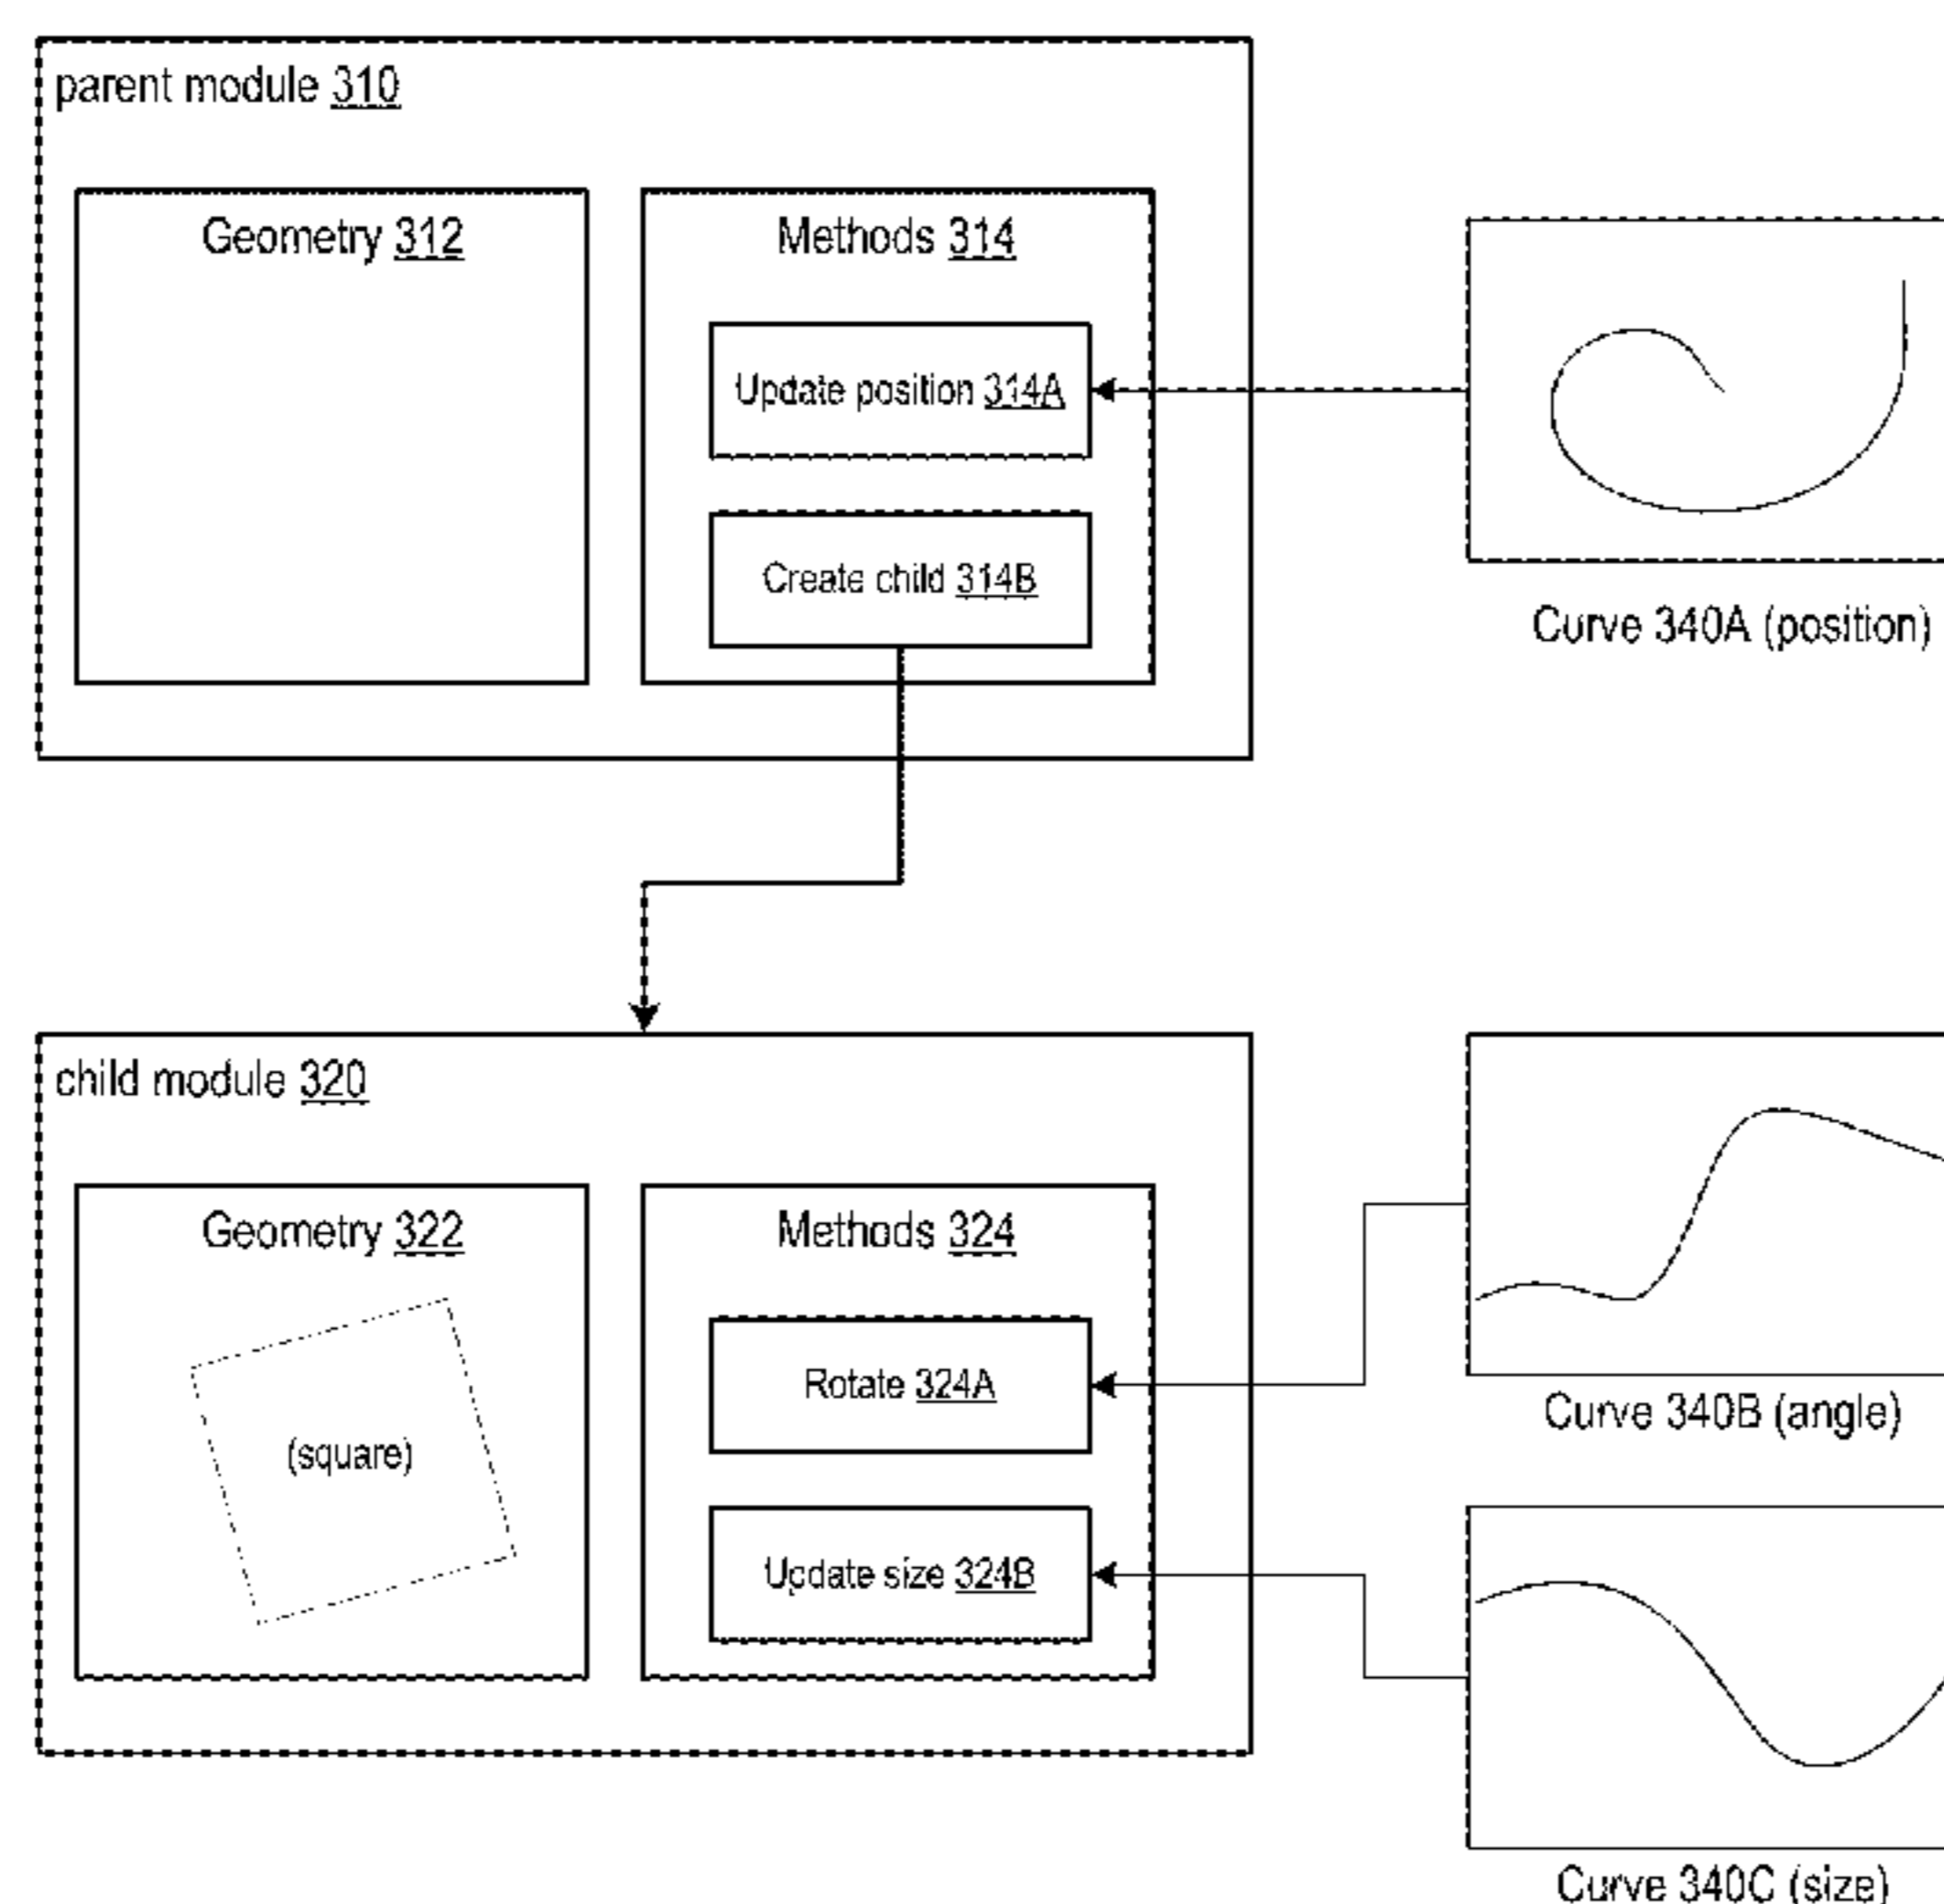 parent module 310
Geometry 312
Methods 314
Update position 314A
Create child 314B
Curve 340A (position)
child module 320
Geometry 322
(square)
Methods 324
Rotate 324A
Update size 324B
Curve 340B (angle)
Curve 340C (size)